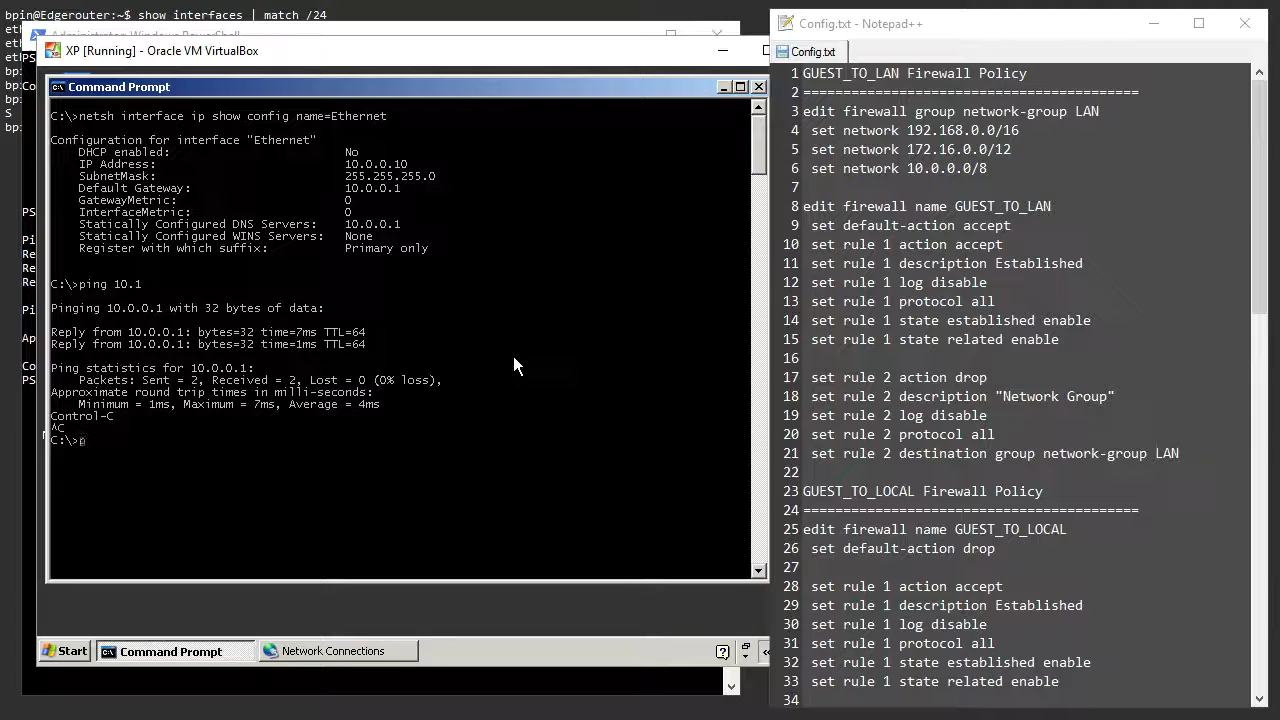 bpin@Edgerouter:~$ show interfaces | match /24
Administrator: Windows PowerShell
XP [Running] - Oracle VM VirtualBox
Command Prompt
C:\>netsh interface ip show config name=Ethernet
Configuration for interface "Ethernet"
DHCP enabled: No
IP Address: 10.0.0.10
SubnetMask: 255.255.255.0
Default Gateway: 10.0.0.1
GatewayMetric: 0
InterfaceMetric: 0
Statically Configured DNS Servers: 10.0.0.1
Statically Configured WINS Servers: None
Register with which suffix: Primary only
C:\>ping 10.1
Pinging 10.0.0.1 with 32 bytes of data:
Reply from 10.0.0.1: bytes=32 time=7ms TTL=64
Reply from 10.0.0.1: bytes=32 time=1ms TTL=64
Ping statistics for 10.0.0.1:
Packets: Sent = 2, Received = 2, Lost = 0 (0% loss),
Approximate round trip times in milli-seconds:
Minimum = 1ms, Maximum = 7ms, Average = 4ms
Control-C
^C
C:\>p
Start
Command Prompt
Network Connections
Config.txt - Notepad++
Config.txt
1 GUEST_TO_LAN Firewall Policy
2 ==========================================
3 edit firewall group network-group LAN
4 set network 192.168.0.0/16
5 set network 172.16.0.0/12
6 set network 10.0.0.0/8
7
8 edit firewall name GUEST_TO_LAN
9 set default-action accept
10 set rule 1 action accept
11 set rule 1 description Established
12 set rule 1 log disable
13 set rule 1 protocol all
14 set rule 1 state established enable
15 set rule 1 state related enable
16
17 set rule 2 action drop
18 set rule 2 description "Network Group"
19 set rule 2 log disable
20 set rule 2 protocol all
21 set rule 2 destination group network-group LAN
22
23 GUEST_TO_LOCAL Firewall Policy
24 ==========================================
25 edit firewall name GUEST_TO_LOCAL
26 set default-action drop
27
28 set rule 1 action accept
29 set rule 1 description Established
30 set rule 1 log disable
31 set rule 1 protocol all
32 set rule 1 state established enable
33 set rule 1 state related enable
34